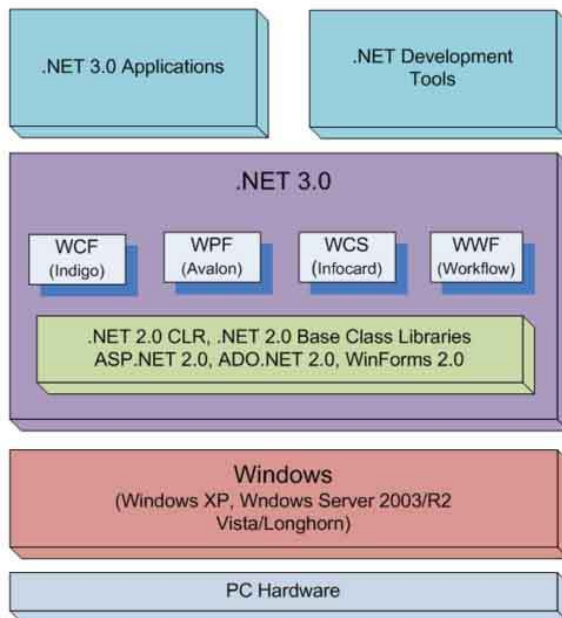 .NET 3.0 Applications
.NET Development
Tools
.NET 3.0
WCF
(Indigo)
WPF
(Avalon)
WCS
(Infocard)
WWF
(Workflow)
.NET 2.0 CLR, .NET 2.0 Base Class Libraries
ASP.NET 2.0, ADO.NET 2.0, WinForms 2.0
Windows
(Windows XP, Wndows Server 2003/R2
Vista/Longhorn)
PC Hardware